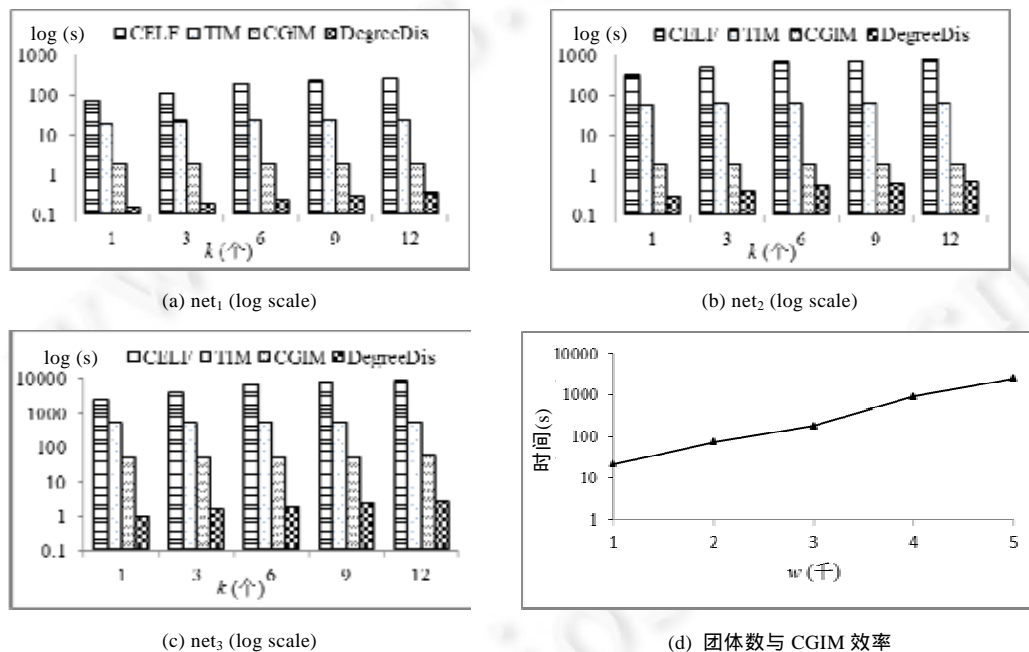 log (s)
CELF TIM CGIM DegreeDis
1000
100
10
1
0.1
1 3 6 9 12
k (个)
(a) net₁ (log scale)
log (s)
CELF TIM CGIM DegreeDis
1000
100
10
1
0.1
1 3 6 9 12
k (个)
(b) net₂ (log scale)
log (s)
CELF TIM CGIM DegreeDis
10000
1000
100
10
1
0.1
1 3 6 9 12
k (个)
(c) net₃ (log scale)
10000
1000
100
10
1
时间(s)
1 2 3 4 5
w (千)
(d) 团体数与 CGIM 效率